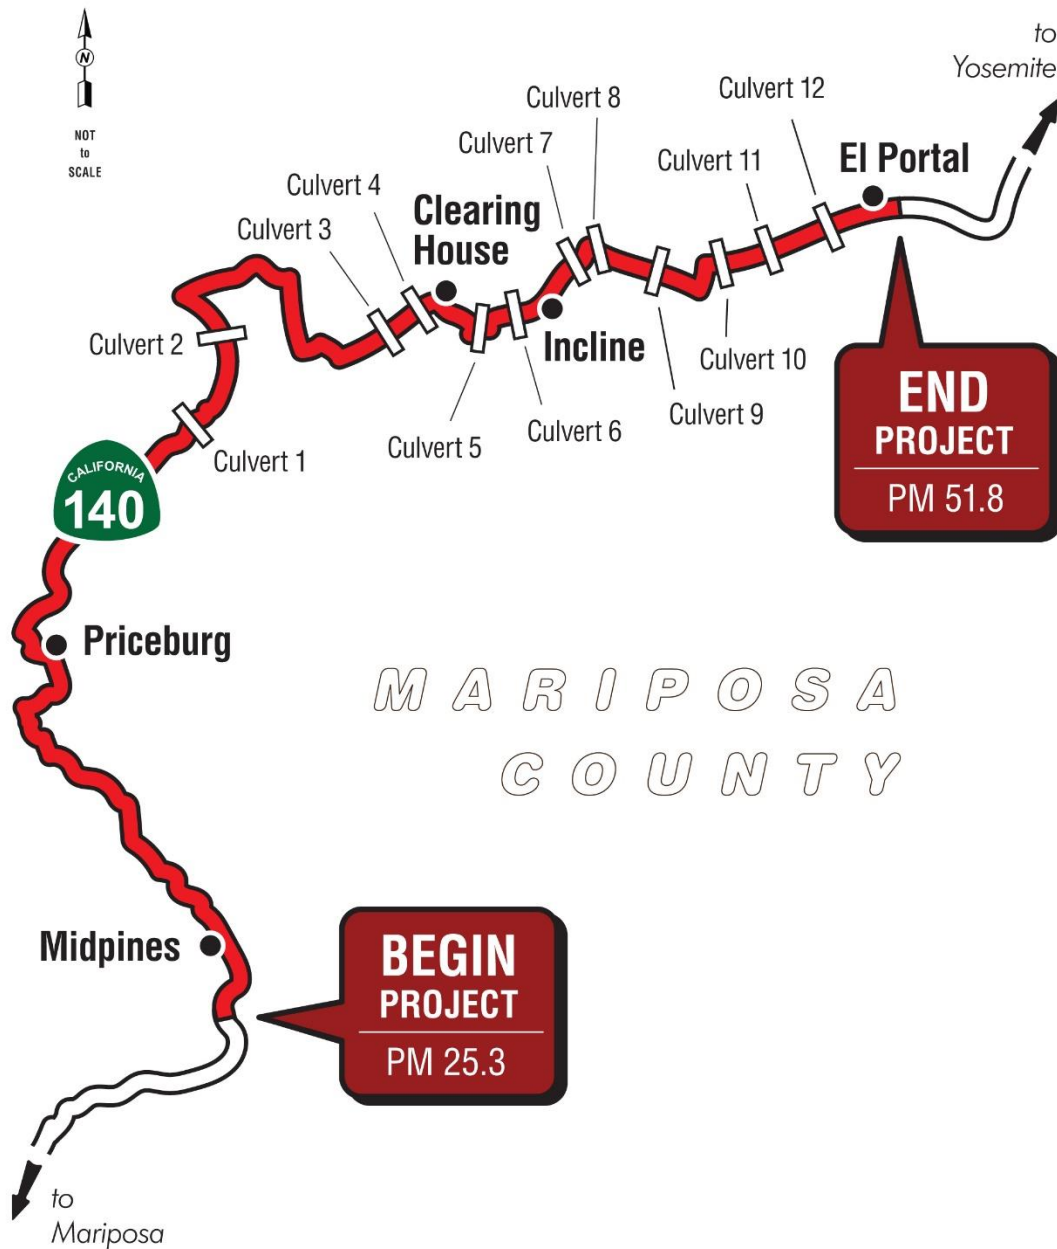 N
NOT
to
SCALE
to
Yosemite
Culvert 12
Culvert 8
Culvert 7
Culvert 11
El Portal
Culvert 4
Clearing
House
Culvert 3
Culvert 2
Incline
Culvert 10
Culvert 9
Culvert 6
Culvert 5
Culvert 1
END
PROJECT
PM 51.8
CALIFORNIA
140
Priceburg
MARIPOSA
COUNTY
Midpines
BEGIN
PROJECT
PM 25.3
to
Mariposa